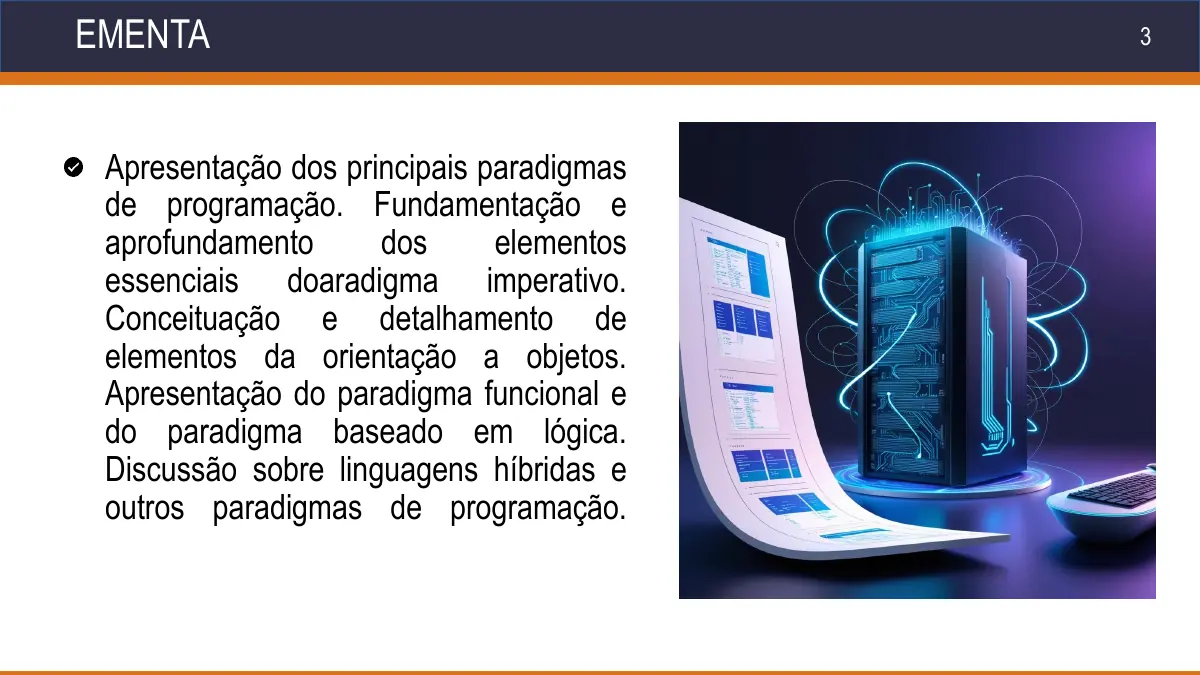 EMENTA
3
Apresentação dos principais paradigmas
de programação. Fundamentação e
aprofundamento dos elementos
essenciais doaradigma imperativo.
Conceituação e detalhamento de
elementos da orientação a objetos.
Apresentação do paradigma funcional e
do paradigma baseado em lógica.
Discussão sobre linguagens híbridas e
outros paradigmas de programação.